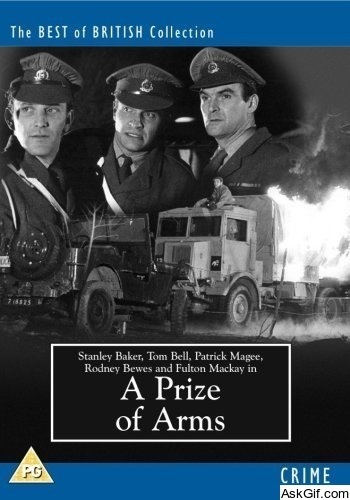 The BEST of BRITISH Collection
718825
Stanley Baker, Tom Bell, Patrick Magee,
Rodney Bewes and Fulton Mackay in
A Prize
of Arms
PG
CRIME
AskGif.com